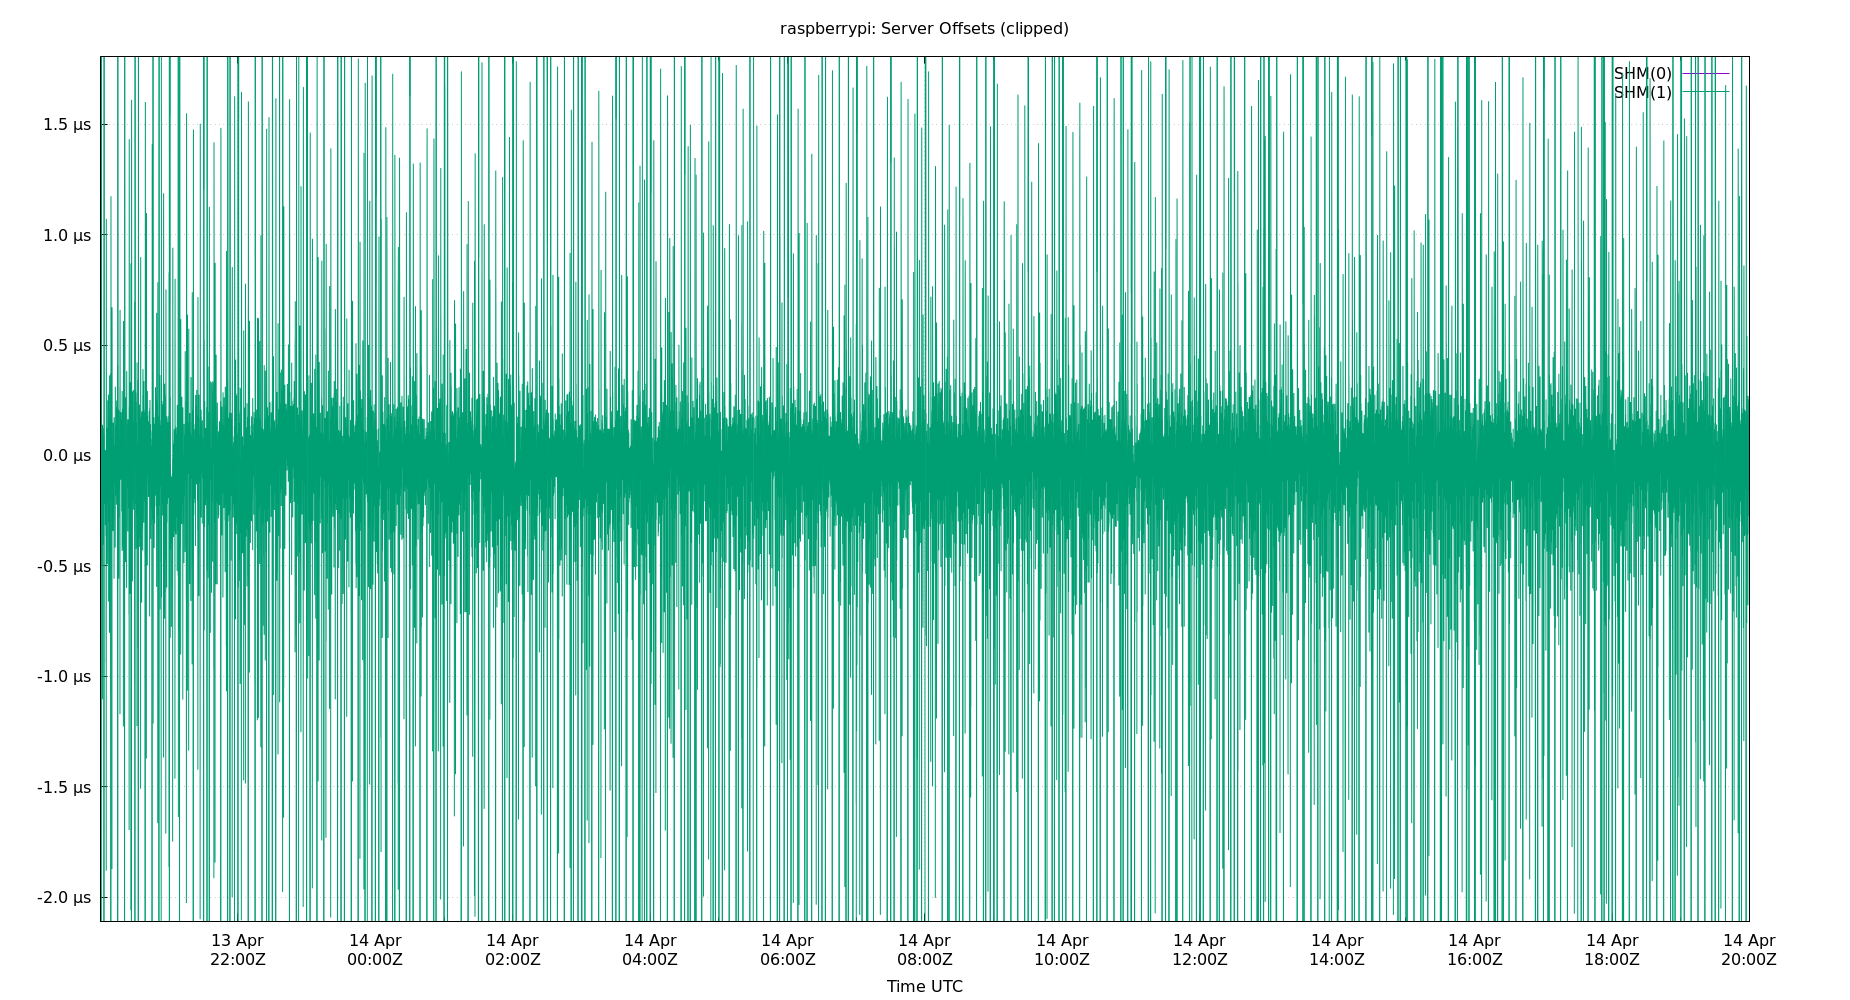 raspberrypi: Server Offsets (clipped)
SHM(0)
SHM(1)
1.5 µs
1.0 µs
0.5 µs
0.0 µs
-0.5 µs
-1.0 µs
-1.5 µs
-2.0 µs
13 Apr 14 Apr 14 Apr 14 Apr 14 Apr 14 Apr 14 Apr 14 Apr 14 Apr 14 Apr 14 Apr 14 Apr
22:00Z 00:00Z 02:00Z 04:00Z 06:00Z 08:00Z 10:00Z 12:00Z 14:00Z 16:00Z 18:00Z 20:00Z
Time UTC